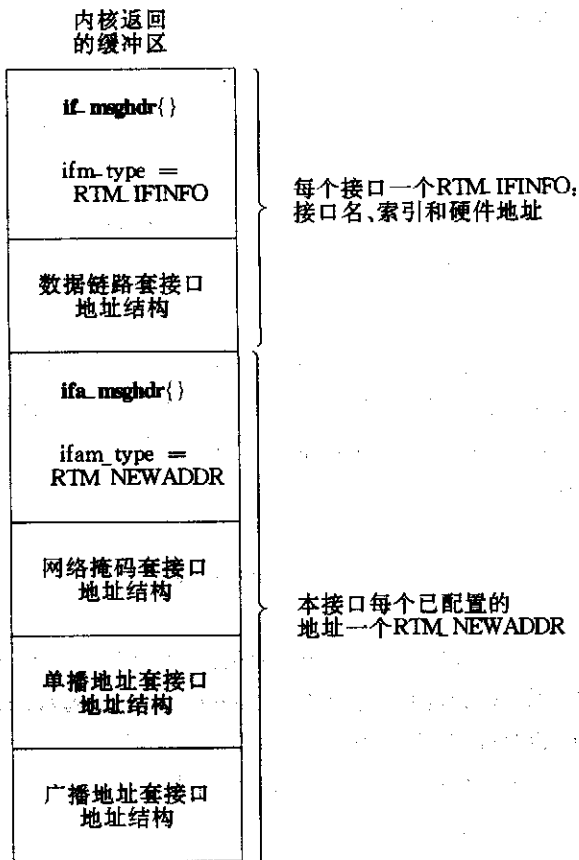 内核返回
的缓冲区
if_msghdr{}
ifm_type =
RTM_IFINFO
每个接口一个RTM_IFINFO:
接口名、索引和硬件地址
数据链路套接口
地址结构
ifa_msghdr{}
ifam_type =
RTM_NEWADDR
网络掩码套接口
地址结构
本接口每个已配置的
地址一个RTM_NEWADDR
单播地址套接口
地址结构
广播地址套接口
地址结构